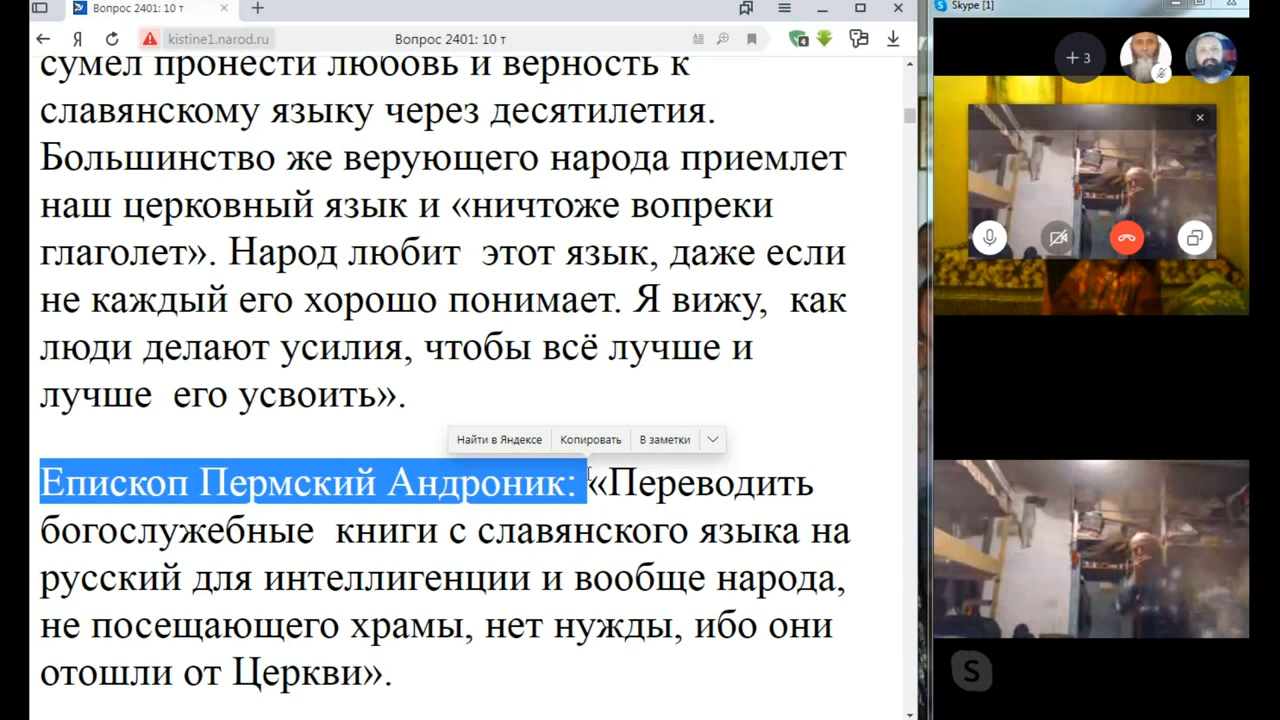 Вопрос 2401: 10 т
Skype [1]
Я
kistine1.narod.ru
Вопрос 2401: 10 т
4
+3
сумел пронести любовь и верность к
славянскому языку через десятилетия.
Большинство же верующего народа приемлет
наш церковный язык и «ничтоже вопреки
глаголет». Народ любит этот язык, даже если
не каждый его хорошо понимает. Я вижу, как
люди делают усилия, чтобы всё лучше и
лучше его усвоить».
Найти в Яндексе Копировать В заметки
Епископ Пермский Андроник: «Переводить
богослужебные книги с славянского языка на
русский для интеллигенции и вообще народа,
не посещающего храмы, нет нужды, ибо они
отошли от Церкви».
S